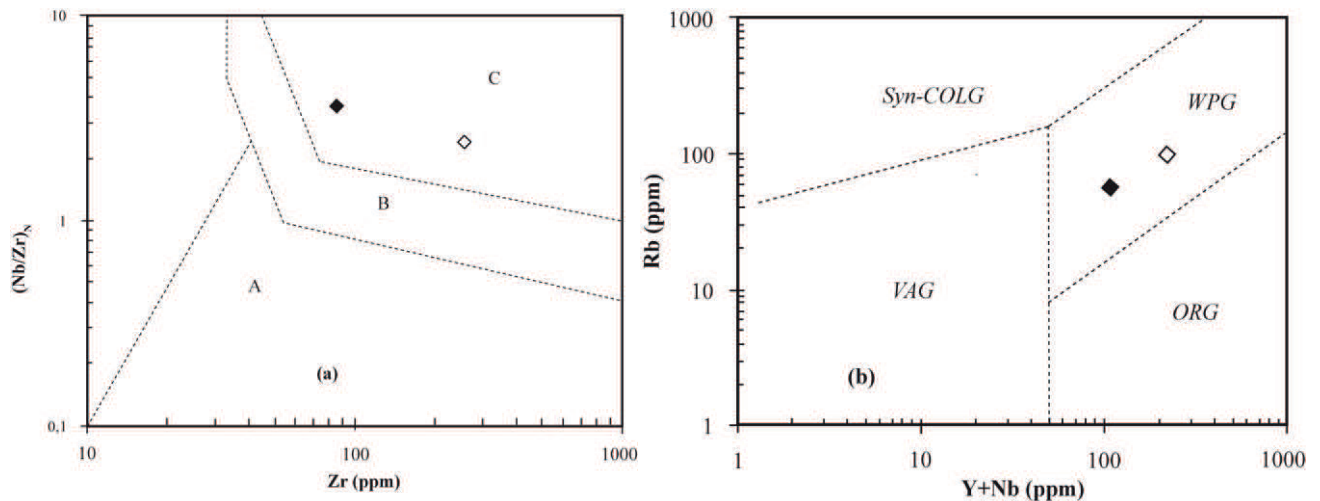 10
C
(Nb/Zr)N
1
B
A
(a)
0,1
10
100
1000
Zr (ppm)
1000
Syn-COLG
WPG
100
Rb (ppm)
VAG
10
ORG
(b)
1
1
10
100
1000
Y+Nb (ppm)